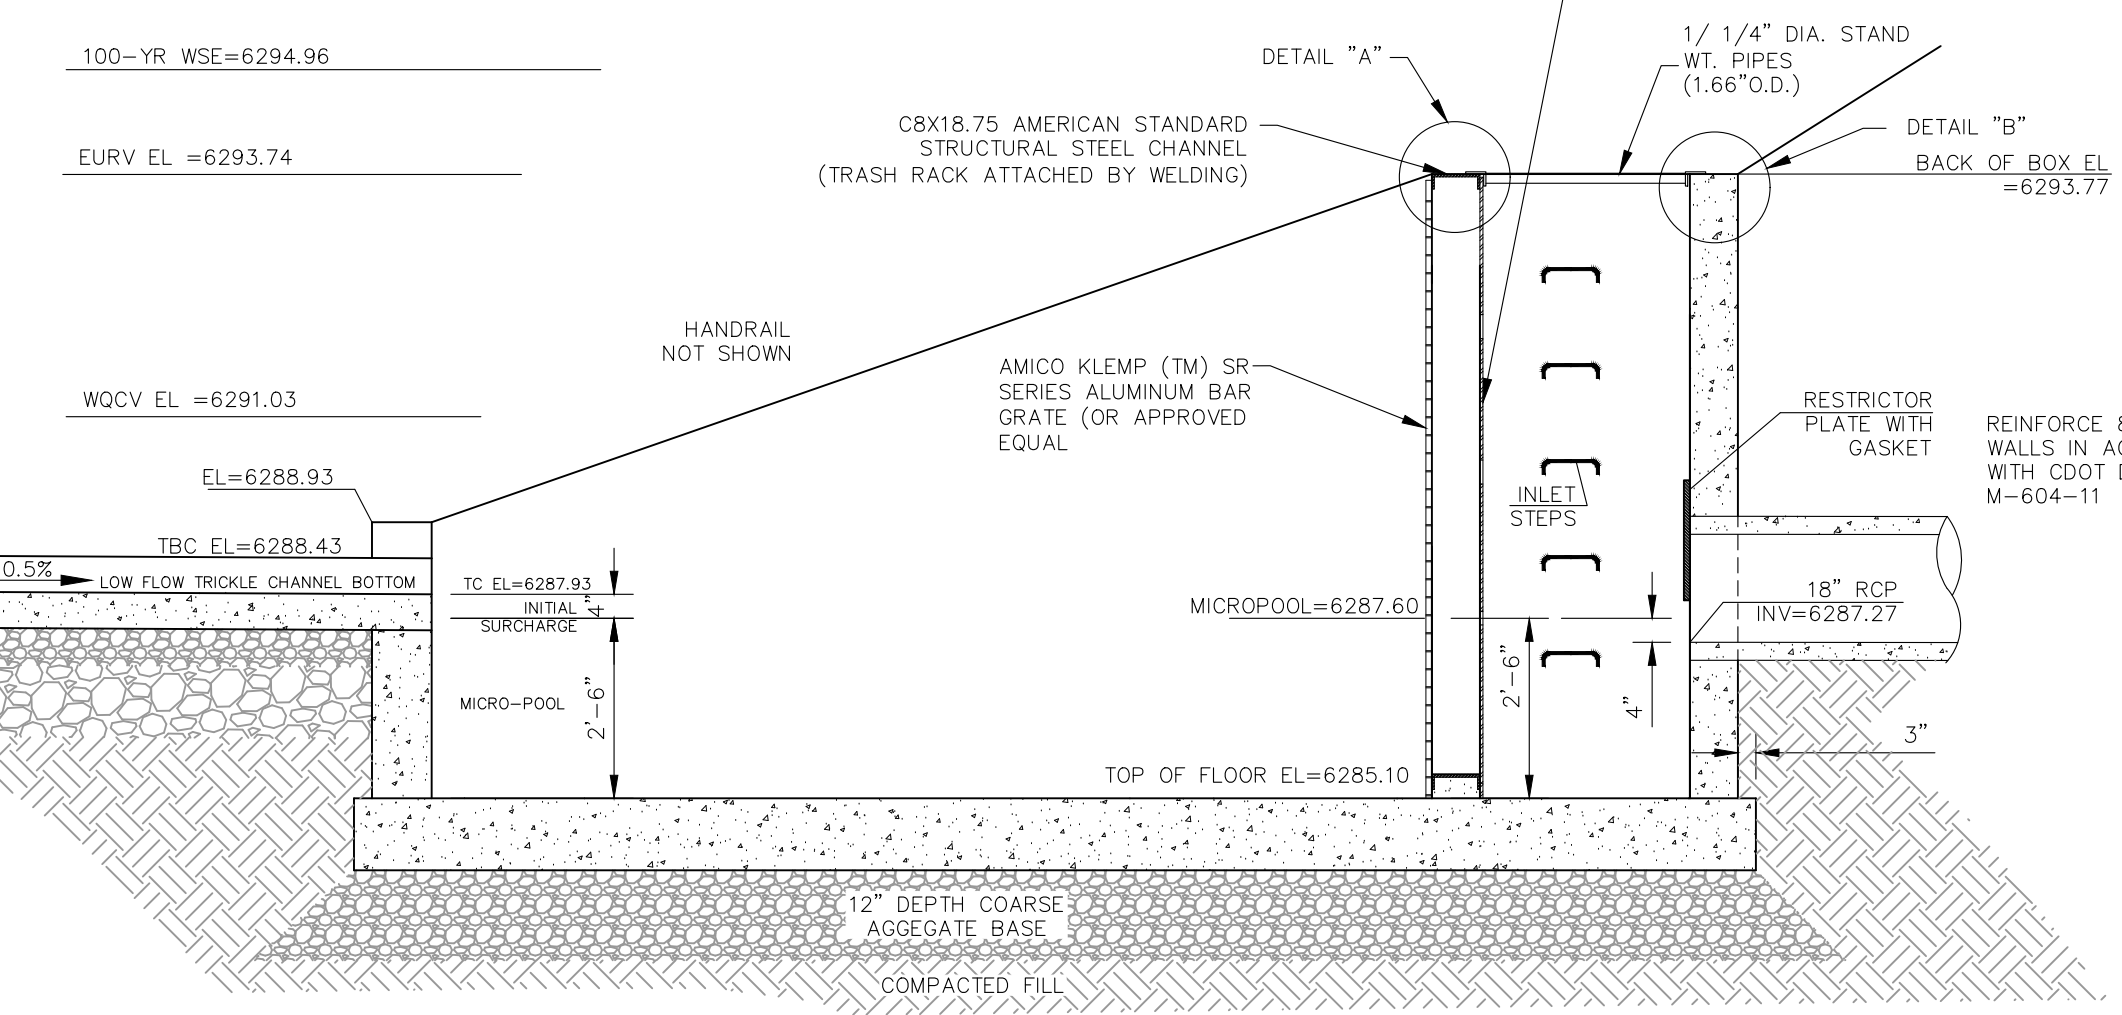 100-YR WSE=6294.96
EURV EL =6293.74
WQCV EL =6291.03
EL=6288.93
TBC EL=6288.43
0.5%
LOW FLOW TRICKLE CHANNEL BOTTOM
TC EL=6287.93
INITIAL
SURCHARGE
4"
MICRO-POOL
2'-6"
HANDRAIL
NOT SHOWN
DETAIL "A"
C8X18.75 AMERICAN STANDARD
STRUCTURAL STEEL CHANNEL
(TRASH RACK ATTACHED BY WELDING)
1/ 1/4" DIA. STAND
WT. PIPES
(1.66"O.D.)
DETAIL "B"
BACK OF BOX EL
=6293.77
AMICO KLEMP (TM) SR
SERIES ALUMINUM BAR
GRATE (OR APPROVED
EQUAL
INLET
STEPS
RESTRICTOR
PLATE WITH
GASKET
REINFORCE &
WALLS IN
WITH CDOT
M-604-11
MICROPOOL=6287.60
18" RCP
INV=6287.27
2'-6"
4"
3"
TOP OF FLOOR EL=6285.10
12" DEPTH COARSE
AGGEGATE BASE
COMPACTED FILL